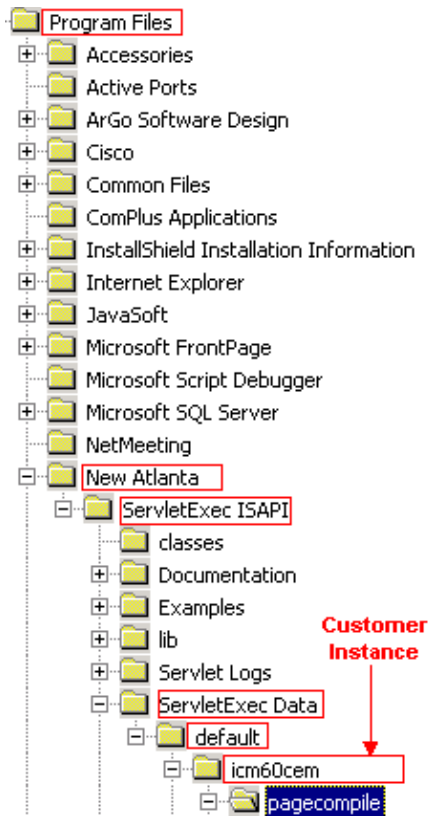 Program Files
Accessories
Active Ports
ArGo Software Design
Cisco
Common Files
ComPlus Applications
InstallShield Installation Information
Internet Explorer
JavaSoft
Microsoft FrontPage
Microsoft Script Debugger
Microsoft SQL Server
NetMeeting
New Atlanta
ServletExec ISAPI
classes
Documentation
Examples
lib
Customer
Instance
Servlet Logs
ServletExec Data
default
icm60cem
pagecompile